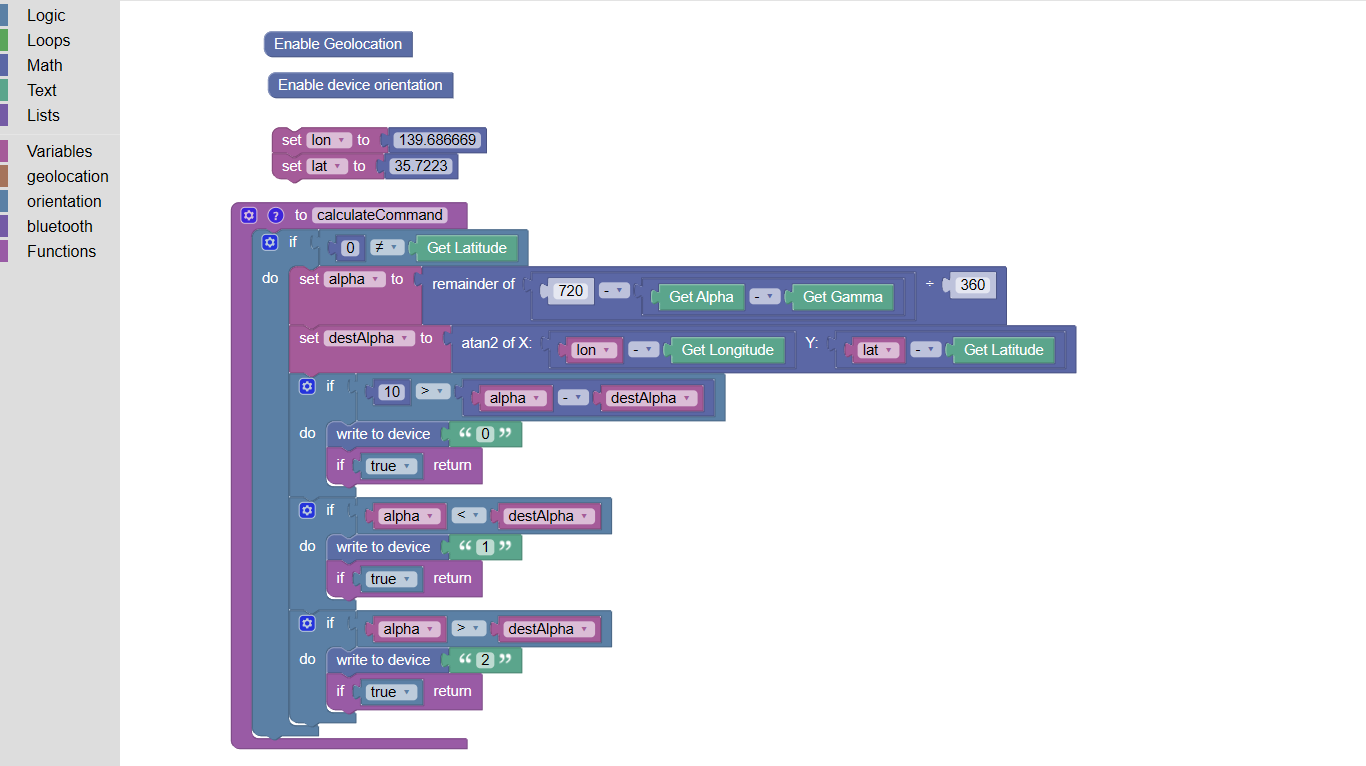 Logic
Loops
Math
Text
Lists
Variables
geolocation
orientation
bluetooth
Functions
Enable Geolocation
Enable device orientation
set lon to 139.686669
set lat to 35.7223
? to calculateCommand
if 0 ≠ Get Latitude
do set alpha to remainder of 720 - Get Alpha - Get Gamma ÷ 360
set destAlpha to atan2 of X: lon - Get Longitude Y: lat - Get Latitude
if 10 > alpha - destAlpha
do write to device “ 0 ”
if true return
if alpha < destAlpha
do write to device “ 1 ”
if true return
if alpha > destAlpha
do write to device “ 2 ”
if true return